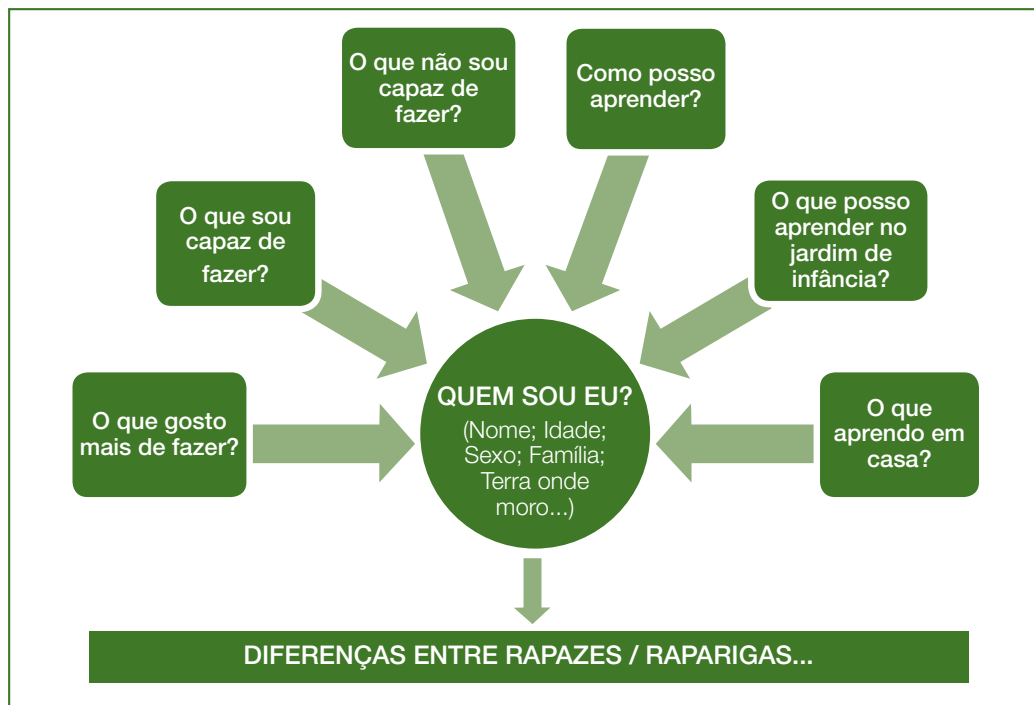 O que não sou
capaz de
fazer?
Como posso
aprender?
O que sou
capaz de
fazer?
O que posso
aprender no
jardim de
infância?
O que gosto
mais de fazer?
QUEM SOU EU?
(Nome; Idade;
Sexo; Família;
Terra onde
moro...)
O que
aprendo em
casa?
DIFERENÇAS ENTRE RAPAZES / RAPARIGAS...